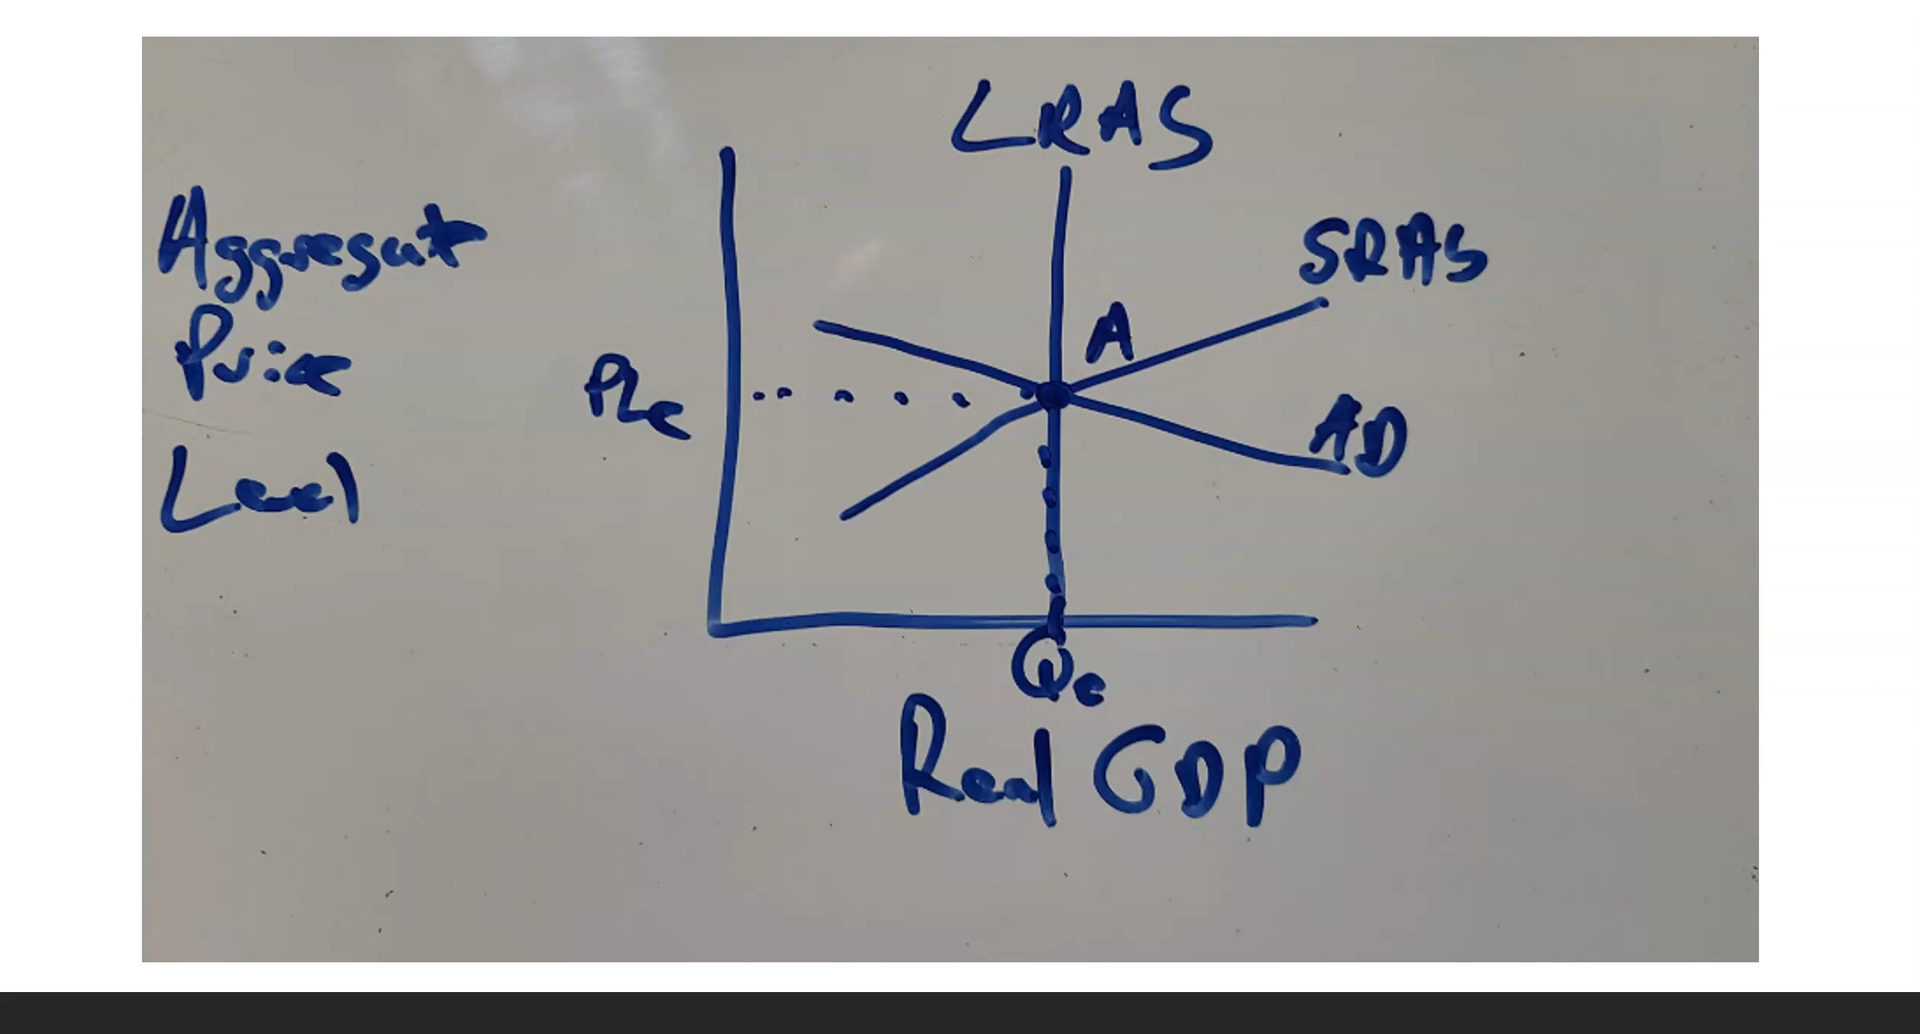 LRAS
Aggregate
Price
Level
SRAS
A
PLe
AD
Qe
Real GDP